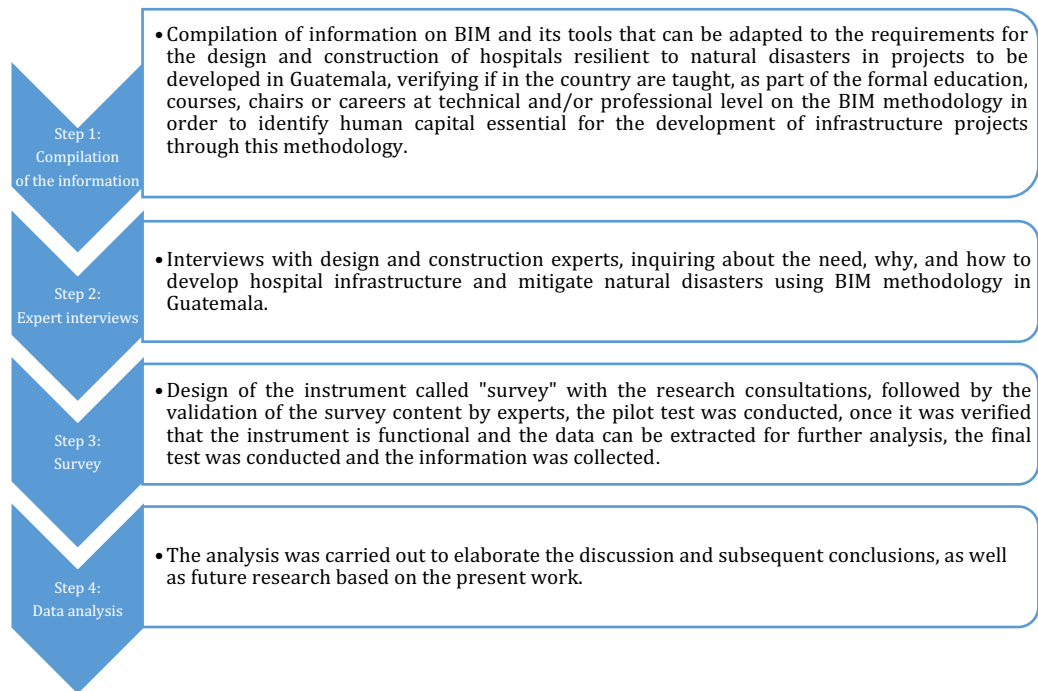 • Compilation of information on BIM and its tools that can be adapted to the requirements for
the design and construction of hospitals resilient to natural disasters in projects to be
developed in Guatemala, verifying if in the country are taught, as part of the formal education,
courses, chairs or careers at technical and/or professional level on the BIM methodology in
order to identify human capital essential for the development of infrastructure projects
through this methodology.
Step 1:
Compilation
of the information
• Interviews with design and construction experts, inquiring about the need, why, and how to
develop hospital infrastructure and mitigate natural disasters using BIM methodology in
Guatemala.
Step 2:
Expert interviews
• Design of the instrument called "survey" with the research consultations, followed by the
validation of the survey content by experts, the pilot test was conducted, once it was verified
that the instrument is functional and the data can be extracted for further analysis, the final
test was conducted and the information was collected.
Step 3:
Survey
• The analysis was carried out to elaborate the discussion and subsequent conclusions, as well
as future research based on the present work.
Step 4:
Data analysis